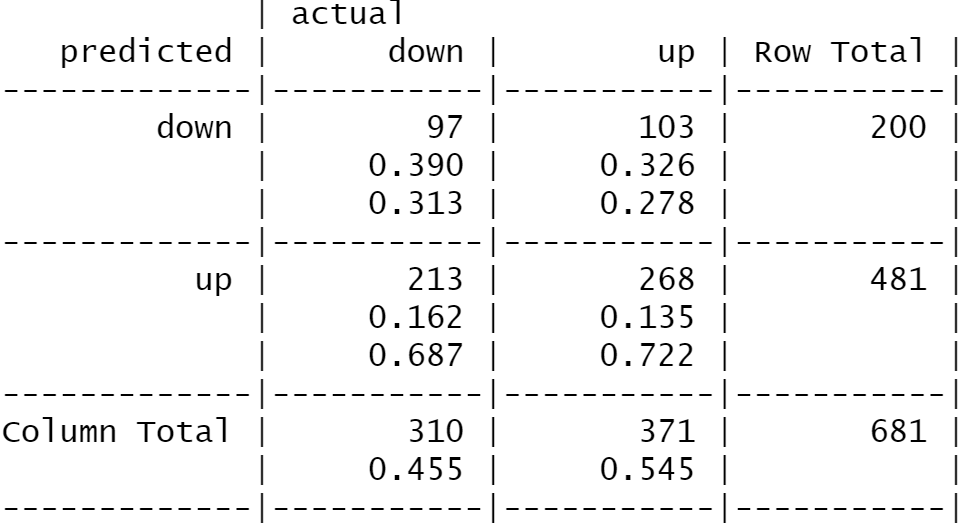 | actual
   predicted |      down |        up | Row Total |
-------------|-----------|-----------|-----------|
        down |        97 |       103 |       200 |
             |     0.390 |     0.326 |           |
             |     0.313 |     0.278 |           |
-------------|-----------|-----------|-----------|
          up |       213 |       268 |       481 |
             |     0.162 |     0.135 |           |
             |     0.687 |     0.722 |           |
-------------|-----------|-----------|-----------|
Column Total |       310 |       371 |       681 |
             |     0.455 |     0.545 |           |
-------------|-----------|-----------|-----------|